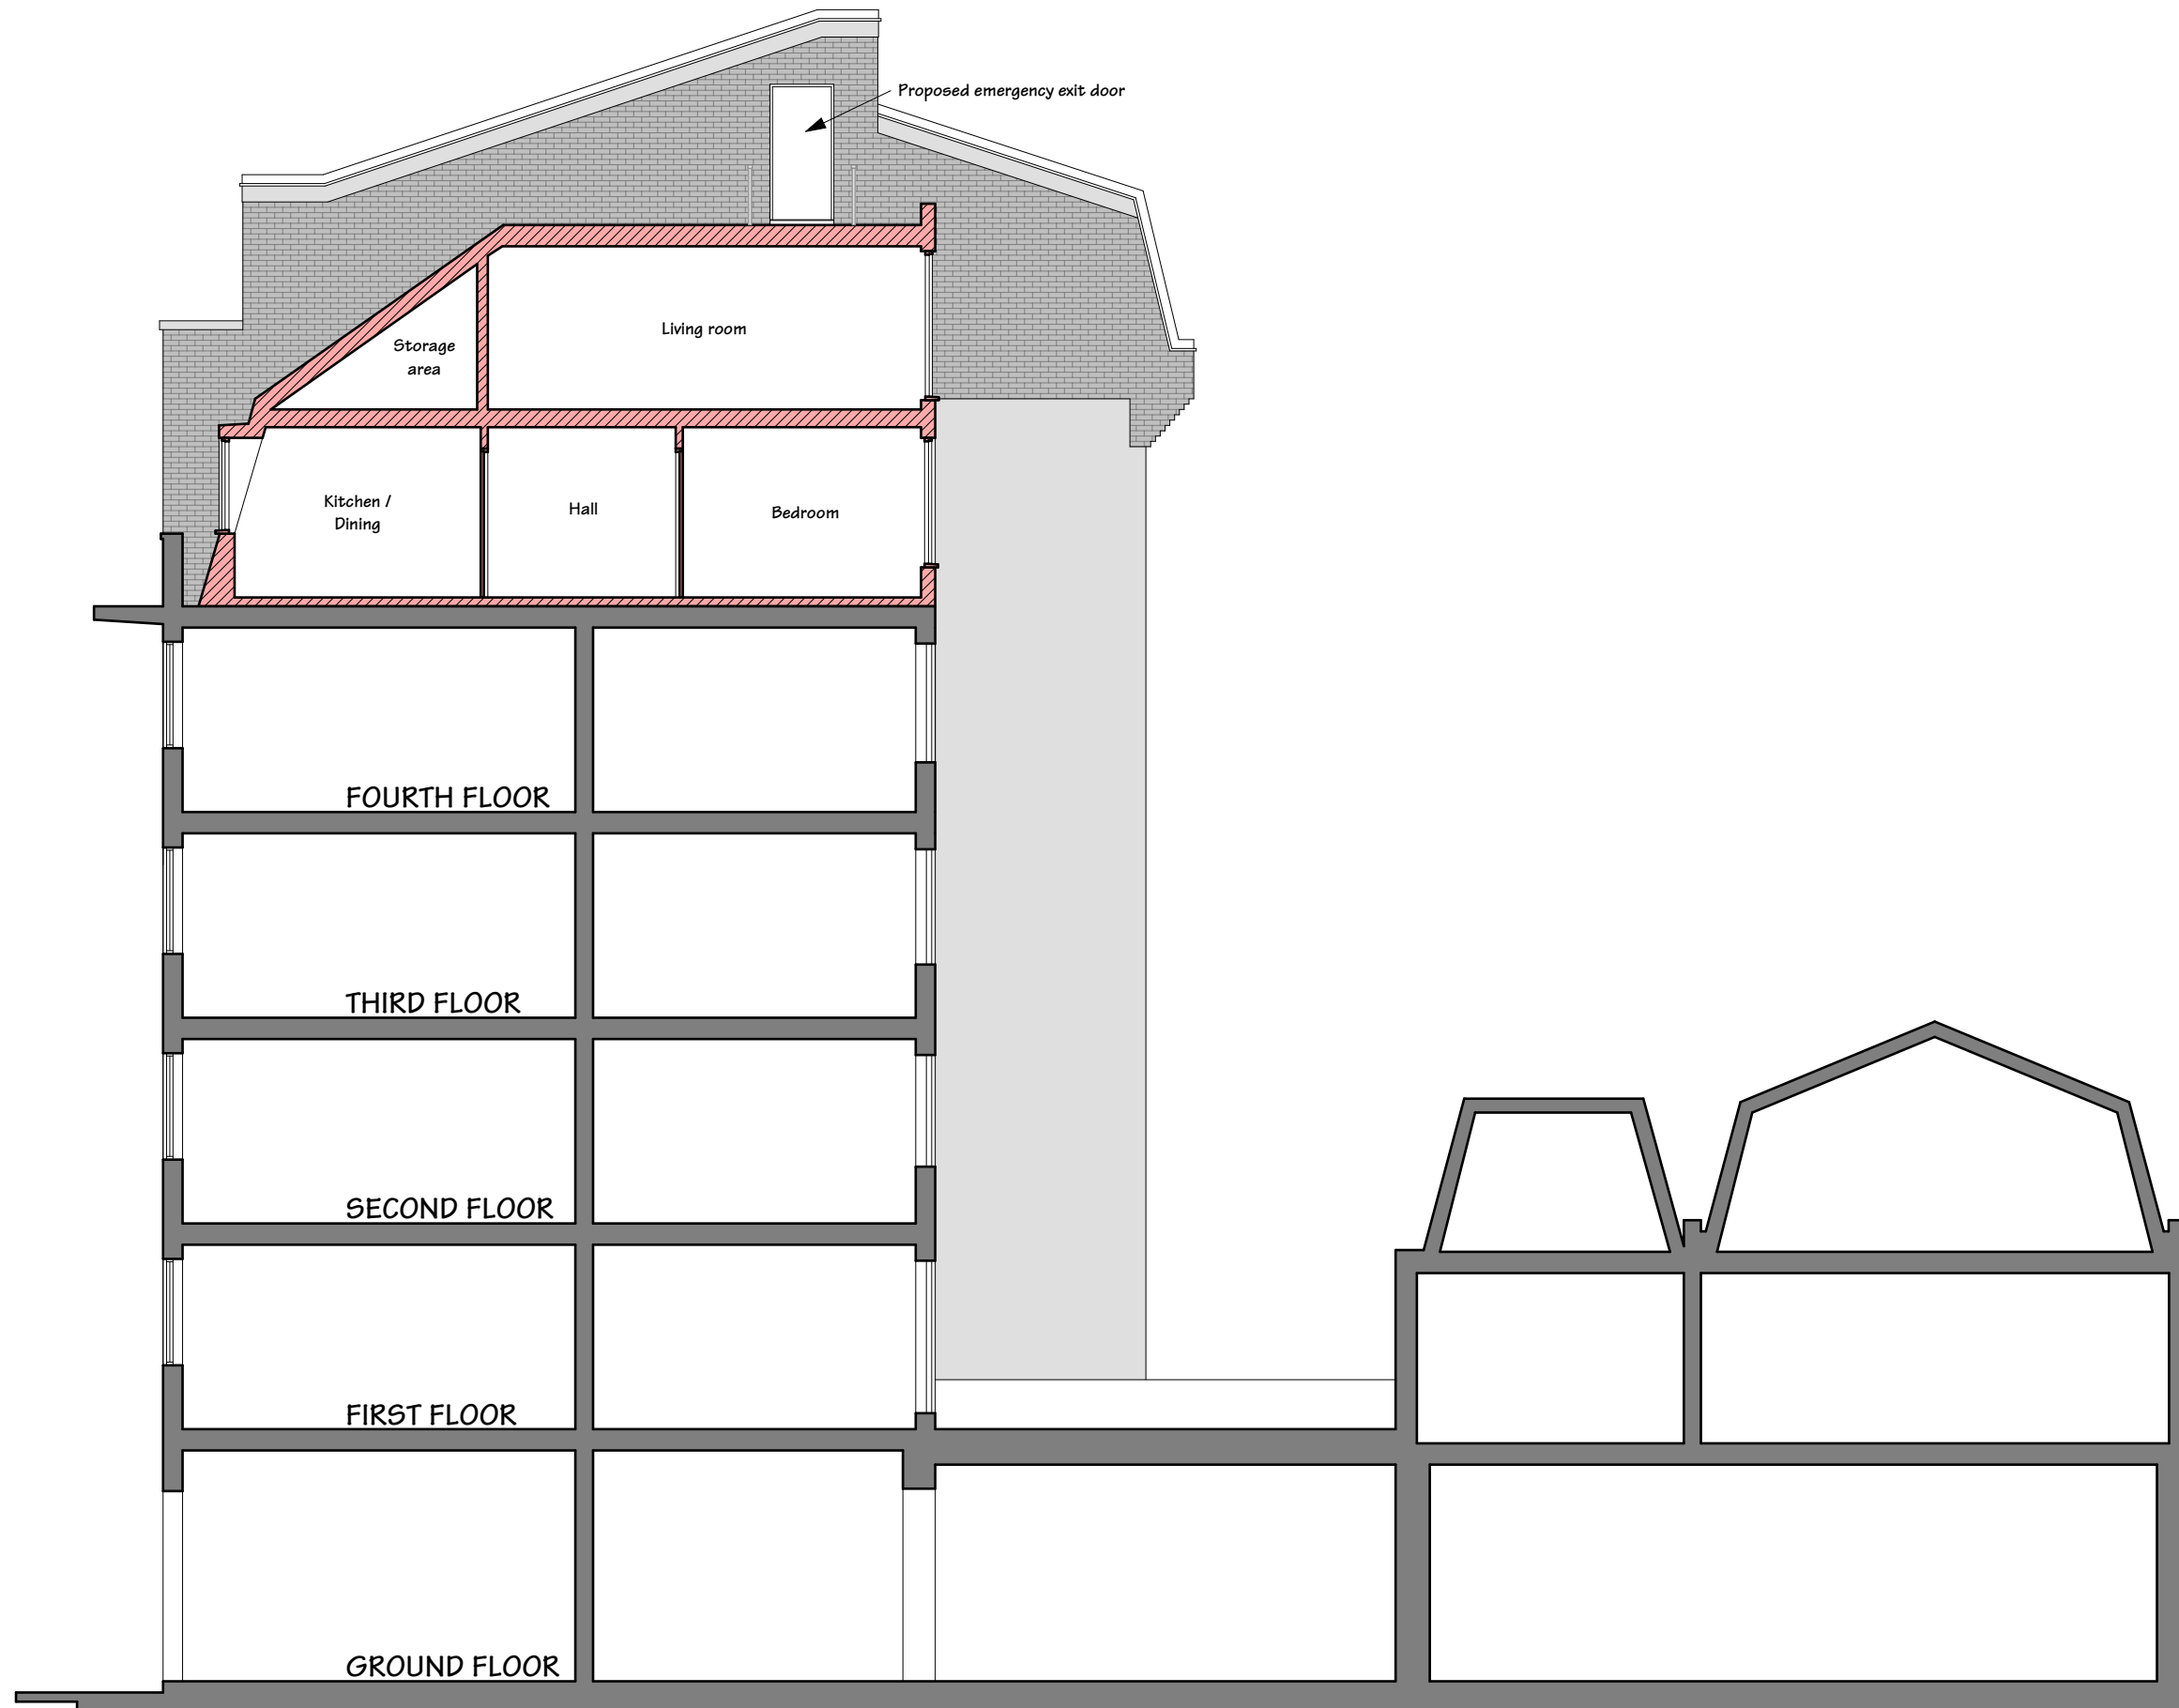 Proposed emergency exit door
Living room
Storage
area
Kitchen /
Dining
Hall
Bedroom
FOURTH FLOOR
THIRD FLOOR
SECOND FLOOR
FIRST FLOOR
GROUND FLOOR